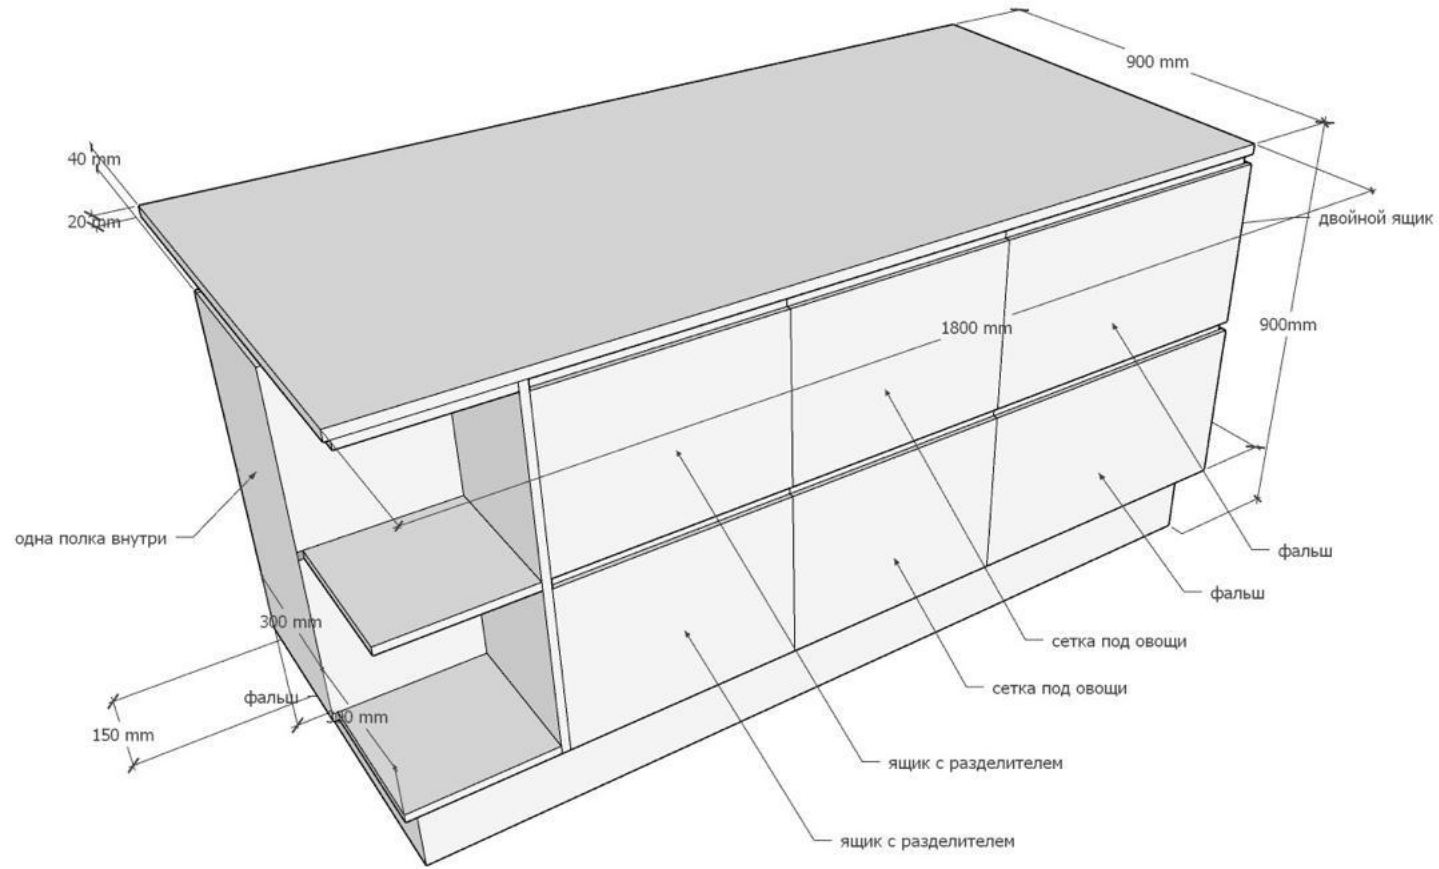 900 mm
40 mm
20 mm
двойной ящик
1800 mm
900mm
одна полка внутри
фальш
фальш
300 mm
сетка под овощи
сетка под овощи
фальш
150 mm
ящик с разделителем
ящик с разделителем